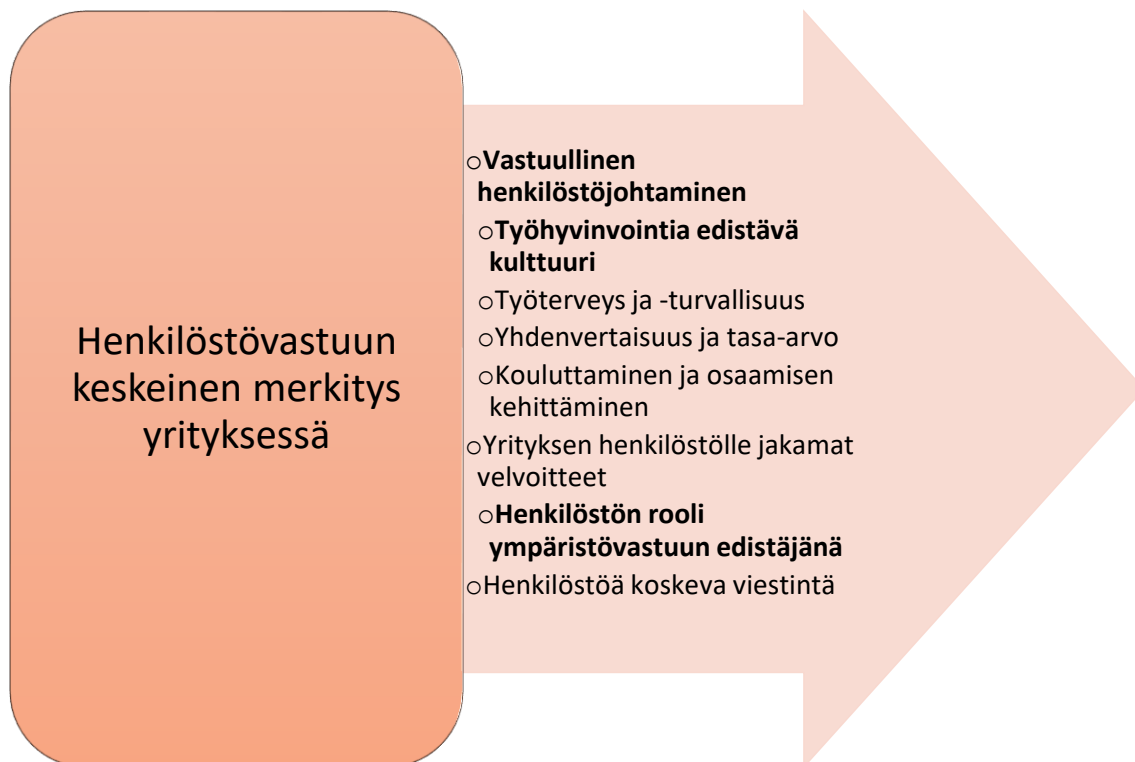 Henkilöstövastuun
keskeinen merkitys
yrityksessä
oVastuullinen
henkilöstöjohtaminen
oTyöhyvinvointia edistävä
kulttuuri
oTyöterveys ja -turvallisuus
oYhdenvertaisuus ja tasa-arvo
oKouluttaminen ja osaamisen
kehittäminen
oYrityksen henkilöstölle jakamat
velvoitteet
oHenkilöstön rooli
ympäristövastuun edistäjänä
oHenkilöstöä koskeva viestintä